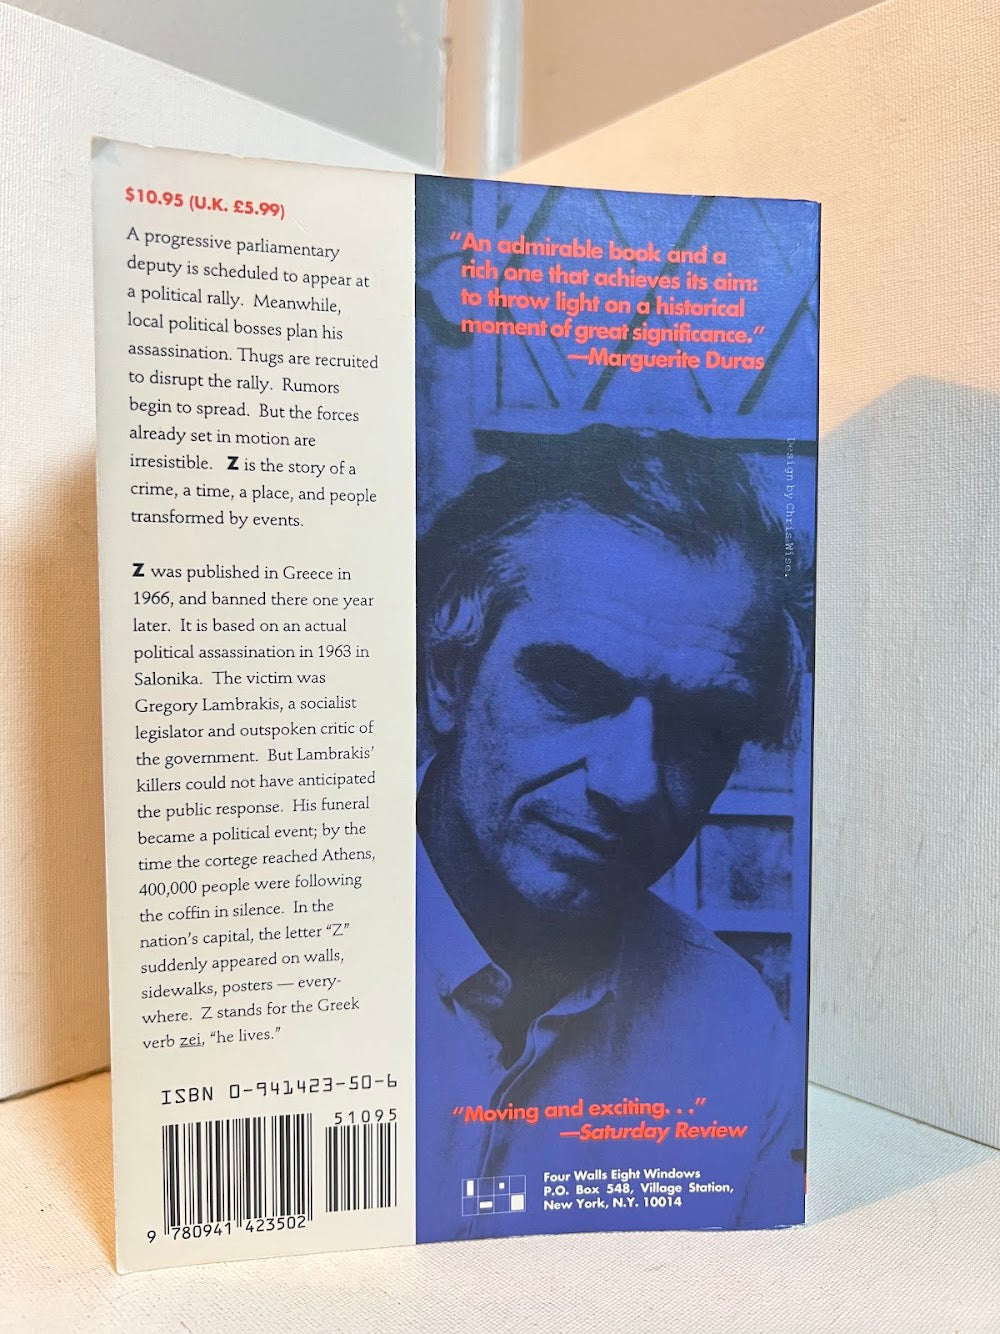 $10.95 (U.K. £5.99)
A progressive parliamentary
deputy is scheduled to appear at
a political rally. Meanwhile,
local political bosses plan his
assassination. Thugs are recruited
to disrupt the rally. Rumors
begin to spread. But the forces
already set in motion are
irresistible. Z is the story of a
crime, a time, a place, and people
transformed by events.
Z was published in Greece in
1966, and banned there one year
later. It is based on an actual
political assassination in 1963 in
Salonika. The victim was
Gregory Lambrakis, a socialist
legislator and outspoken critic of
the government. But Lambrakis'
killers could not have anticipated
the public response. His funeral
became a political event; by the
time the cortege reached Athens,
400,000 people were following
the coffin in silence. In the
nation's capital, the letter "Z"
suddenly appeared on walls,
sidewalks, posters — every-
where. Z stands for the Greek
verb zei, "he lives."
ISBN 0-941423-50-6
51095
9 780941 423502
"An admirable book and a
rich one that achieves its aim:
to throw light on a historical
moment of great significance."
—Marguerite Duras
Design by Chris Wise.
"Moving and exciting. . ."
—Saturday Review
Four Walls Eight Windows
P.O. Box 548, Village Station,
New York, N.Y. 10014